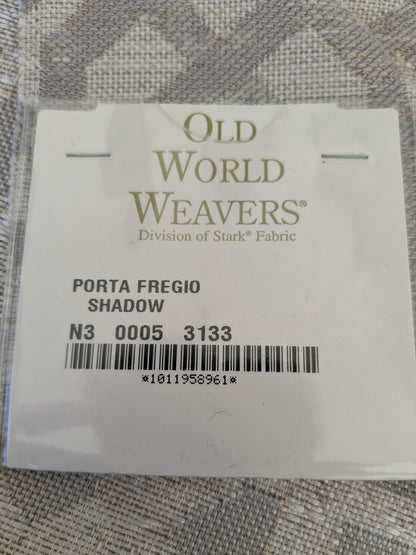 OLD
WORLD
WEAVERS®
Division of Stark® Fabric
PORTA FREGIO
SHADOW
N3 0005 3133
*1011958961*